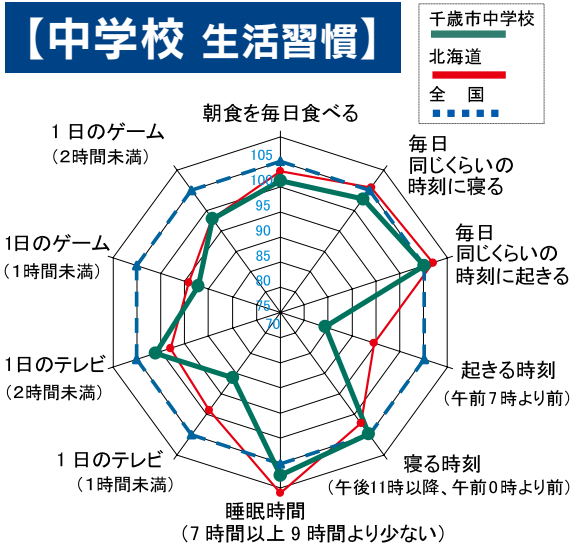 【中学校 生活習慣】
千歳市中学校
北海道
全 国
朝食を毎日食べる
毎日
同じくらいの
時刻に寝る
毎日
同じくらいの
時刻に起きる
起きる時刻
(午前7時より前)
寝る時刻
(午後11時以降、午前0時より前)
睡眠時間
(7時間以上9時間より少ない)
1日のテレビ
(1時間未満)
1日のテレビ
(2時間未満)
1日のゲーム
(1時間未満)
1日のゲーム
(2時間未満)
105
100
95
90
85
80
75
70